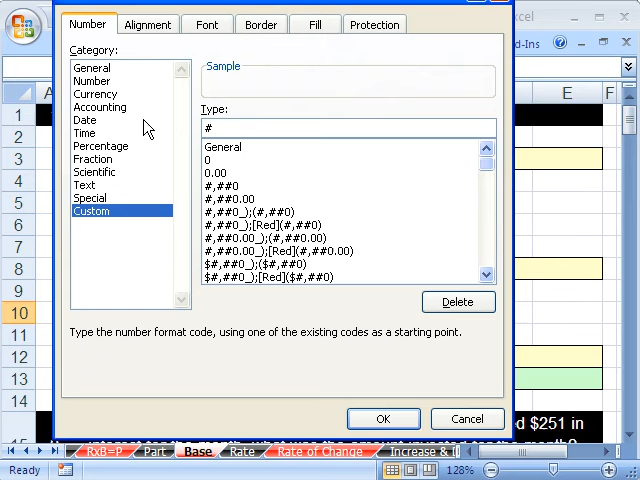 Number Alignment Font Border Fill Protection
xcel
d-Ins
Category:
General
Number
Currency
Accounting
Date
Time
Percentage
Fraction
Scientific
Text
Special
Custom
Sample
Type:
#
General
0
0.00
#,##0
#,##0.00
#,##0_);(#,##0)
#,##0_);[Red](#,##0)
#,##0.00_);(#,##0.00)
#,##0.00_);[Red](#,##0.00)
$#,##0_);($#,##0)
$#,##0_);[Red]($#,##0)
Delete
Type the number format code, using one of the existing codes as a starting point.
OK Cancel
A E F
1
2
3
4
5
6
7
8
9
10
11
12
13
14
15
ed $251 in
RxB=P Part Base Rate Rate of Change Increase &
Ready 128%